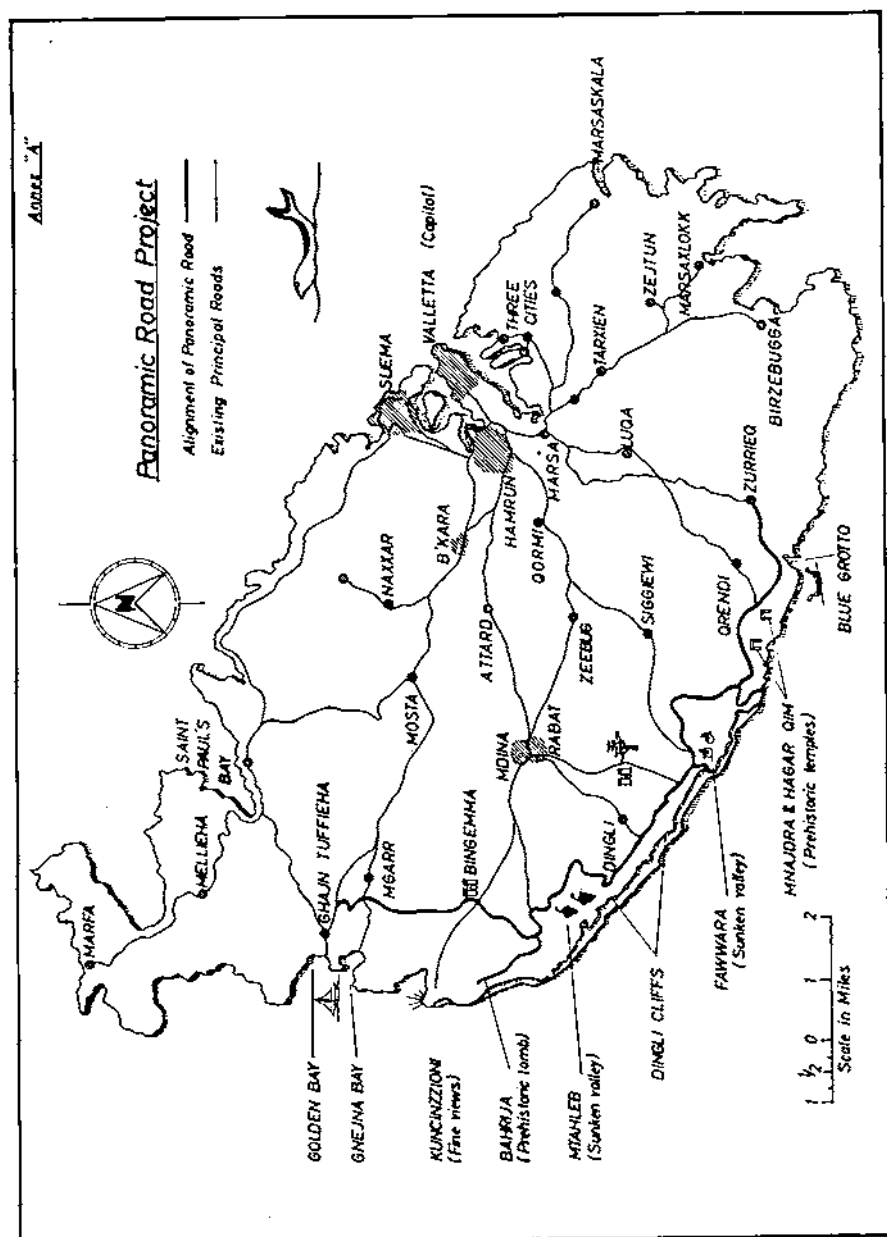 Annex "A"
Panoramic Road Project
Alignment of Panoramic Road
Existing Principal Roads
N
MARFA
MELLIEHA
SAINT
PAUL'S
BAY
GHAJN TUFFIEHA
MGARR
GOLDEN BAY
GNEJNA BAY
MOSTA
NAXXAR
B'KARA
SLIEMA
VALLETTA (Capital)
HAMRUN
THREE
CITIES
MARSASKALA
ATTARD
QORMI
MARSA
TARXIEN
ZEJTUN
MARSAXLOKK
BINGEMMA
MDINA
RABAT
ZEEBUG
SIGGIEWI
LUQA
BIRZEBUGGA
KUNCINZZIONI
(Fine views)
BAHRIJA
(Prehistoric tomb)
MTAHLEB
(Sunken valley)
DINGLI
DINGLI CLIFFS
FAWWARA
(Sunken valley)
QRENDI
ZURRIEQ
MNAJDRA & HAGAR QIM
(Prehistoric temples)
BLUE GROTTO
1 ½ 0 1 2
Scale in Miles